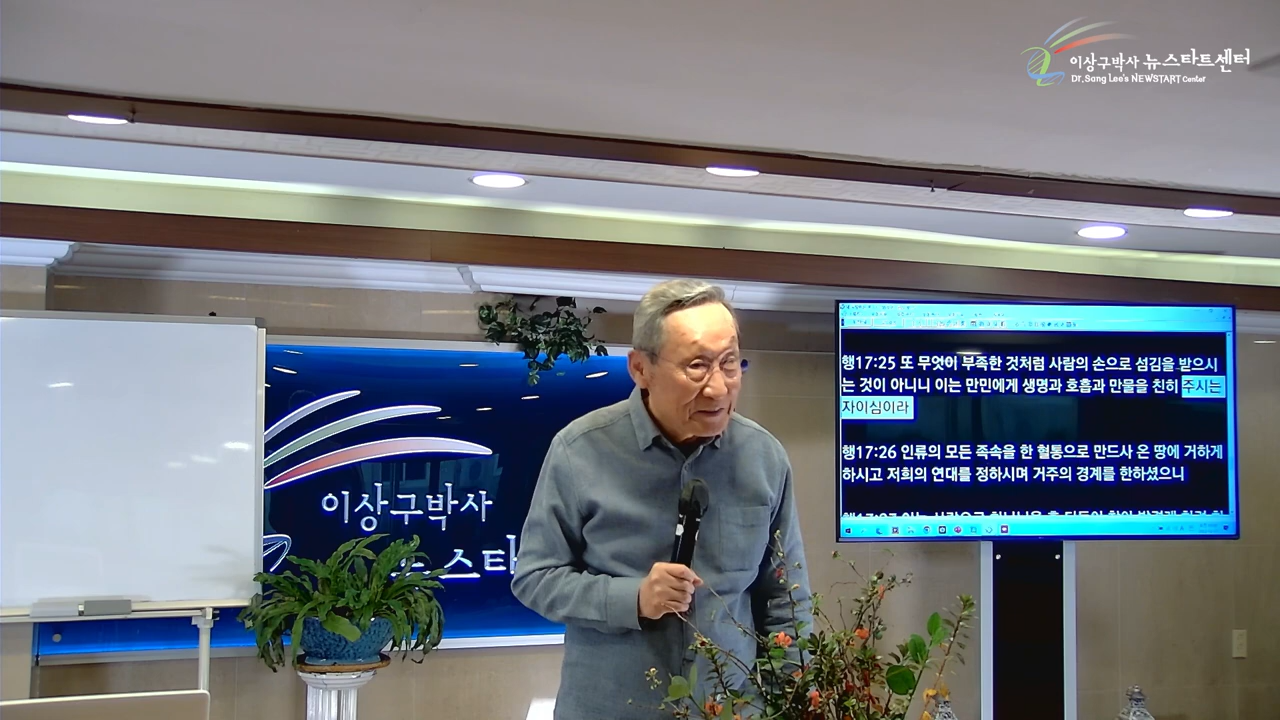 이상구박사 뉴스타트센터
Dr. Sang Lee's NEWSTART Center
이상구박사
행17:25 또 무엇이 부족한 것처럼 사람의 손으로 섬김을 받으시
는 것이 아니니 이는 만민에게 생명과 호흡과 만물을 친히 주시는
자이심이라
행17:26 인류의 모든 족속을 한 혈통으로 만드사 온 땅에 거하게
하시고 저희의 연대를 정하시며 거주의 경계를 한하셨으니